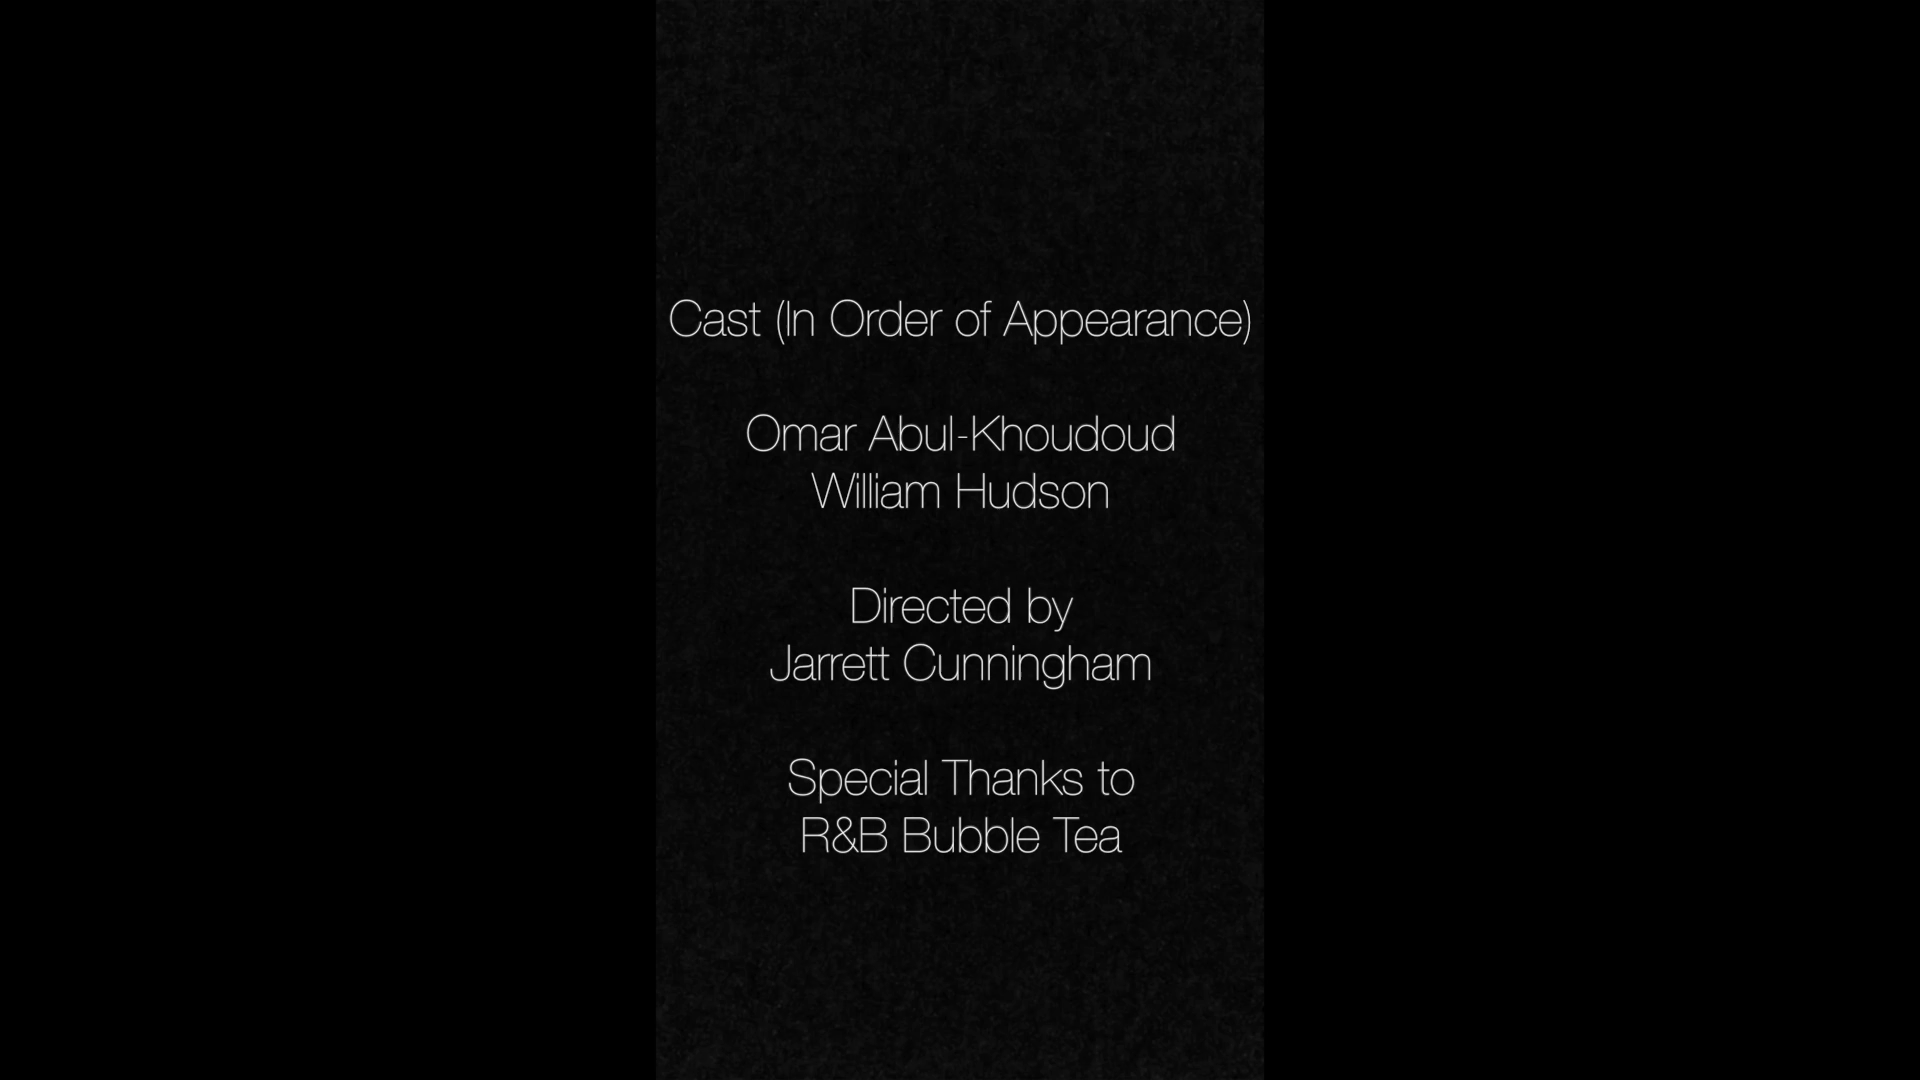 Cast (In Order of Appearance)
Omar Abul-Khoudoud
William Hudson
Directed by
Jarrett Cunningham
Special Thanks to
R&B Bubble Tea